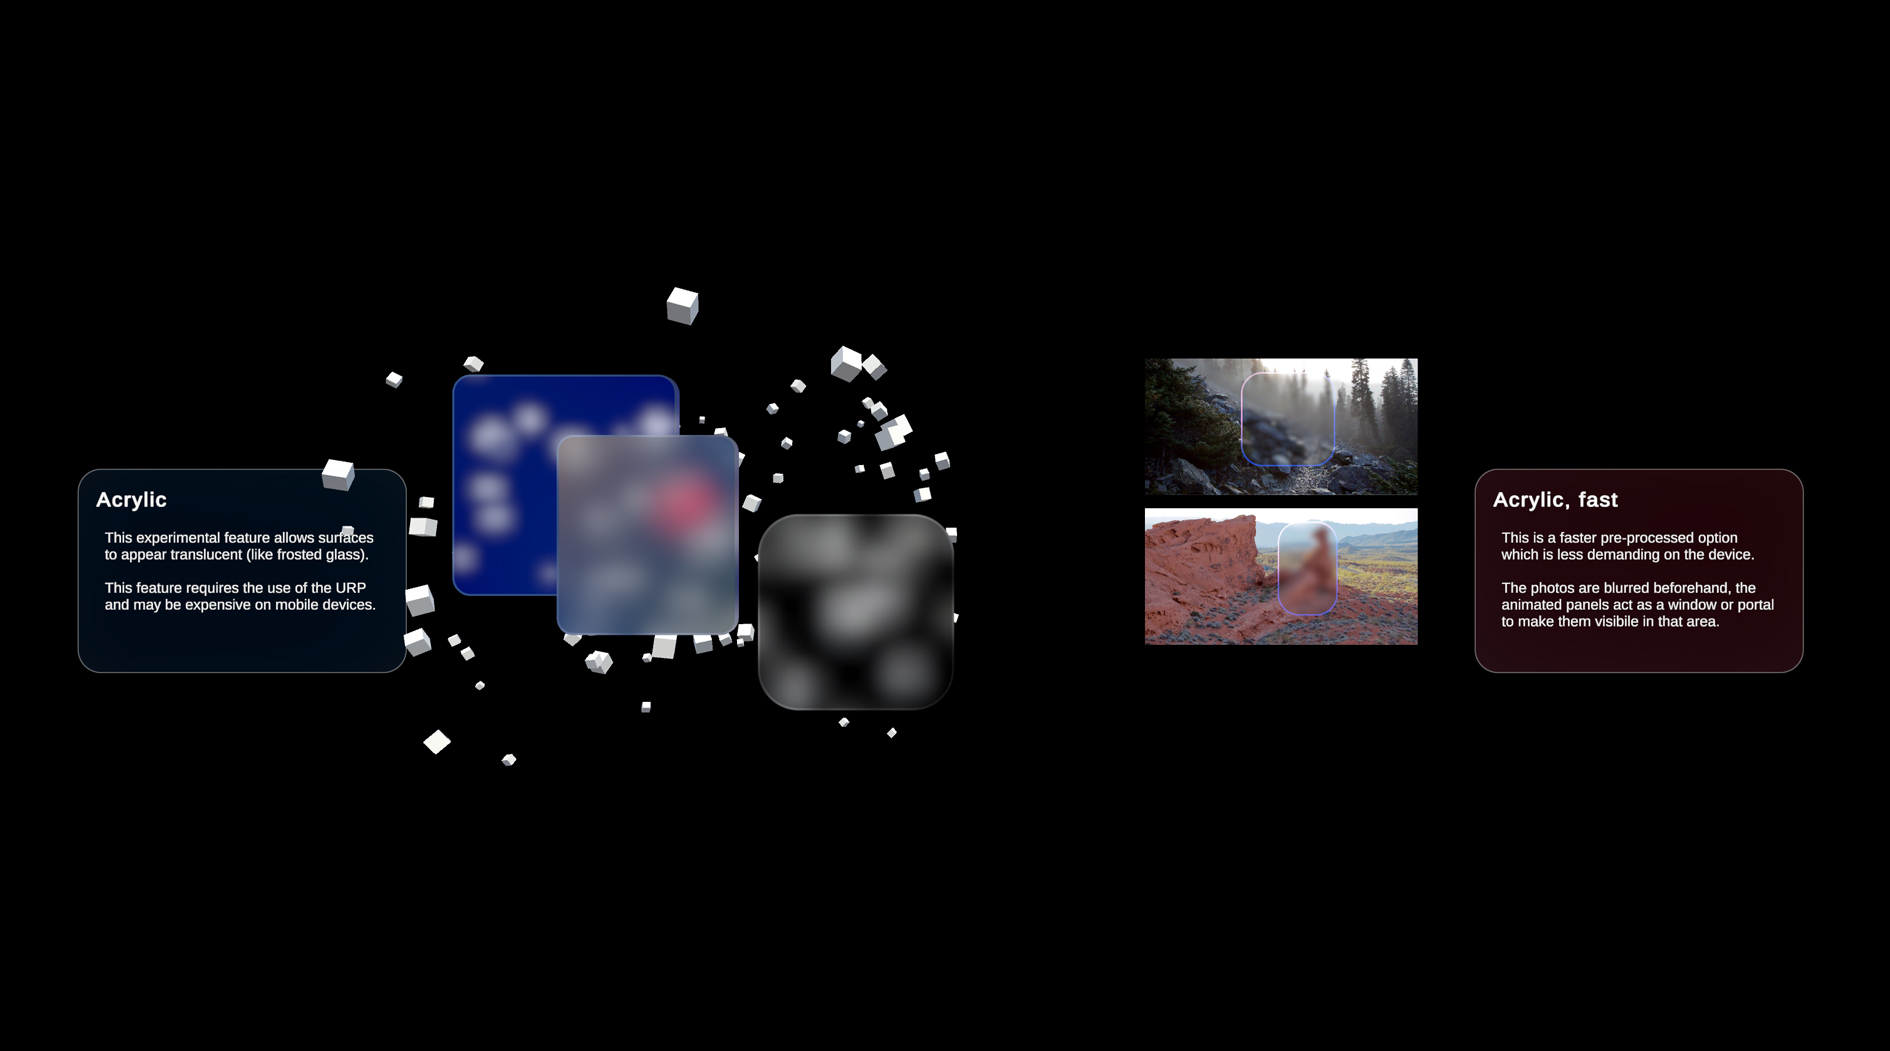 Acrylic
This experimental feature allows surfaces
to appear translucent (like frosted glass).
This feature requires the use of the URP
and may be expensive on mobile devices.
Acrylic, fast
This is a faster pre-processed option
which is less demanding on the device.
The photos are blurred beforehand, the
animated panels act as a window or portal
to make them visibile in that area.